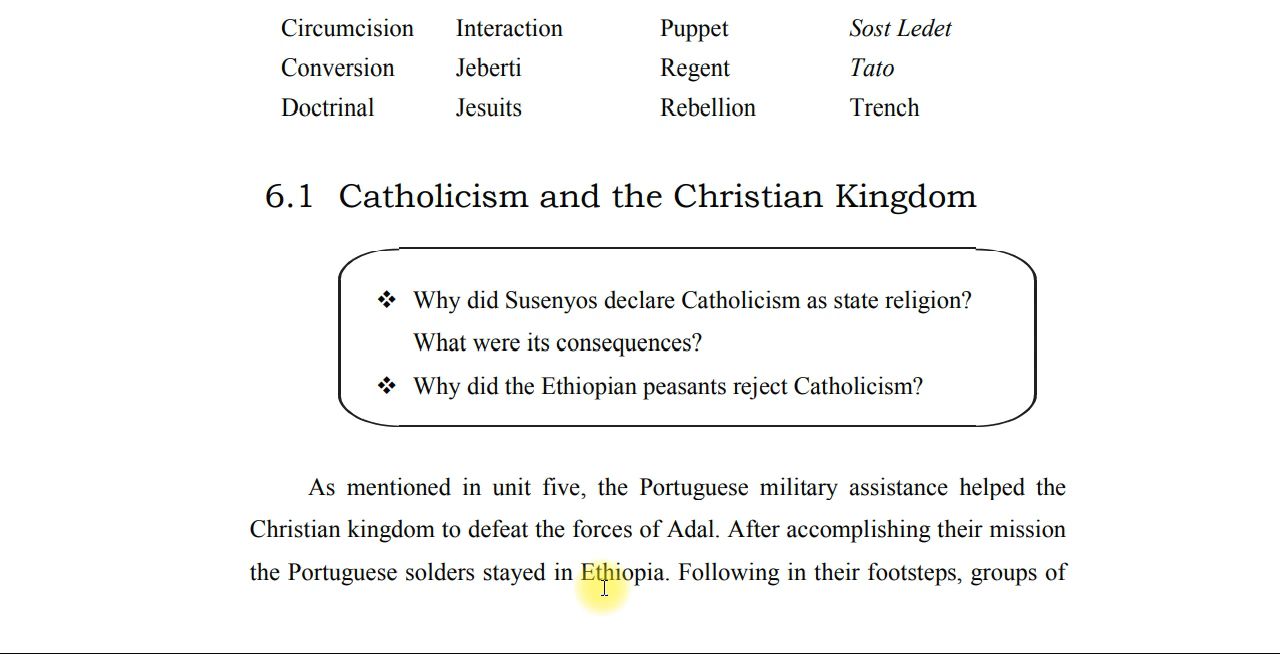 Circumcision Interaction Puppet Sost Ledet
Conversion Jeberti Regent Tato
Doctrinal Jesuits Rebellion Trench
6.1 Catholicism and the Christian Kingdom
❖ Why did Susenyos declare Catholicism as state religion?
What were its consequences?
❖ Why did the Ethiopian peasants reject Catholicism?
As mentioned in unit five, the Portuguese military assistance helped the
Christian kingdom to defeat the forces of Adal. After accomplishing their mission
the Portuguese solders stayed in Ethiopia. Following in their footsteps, groups of